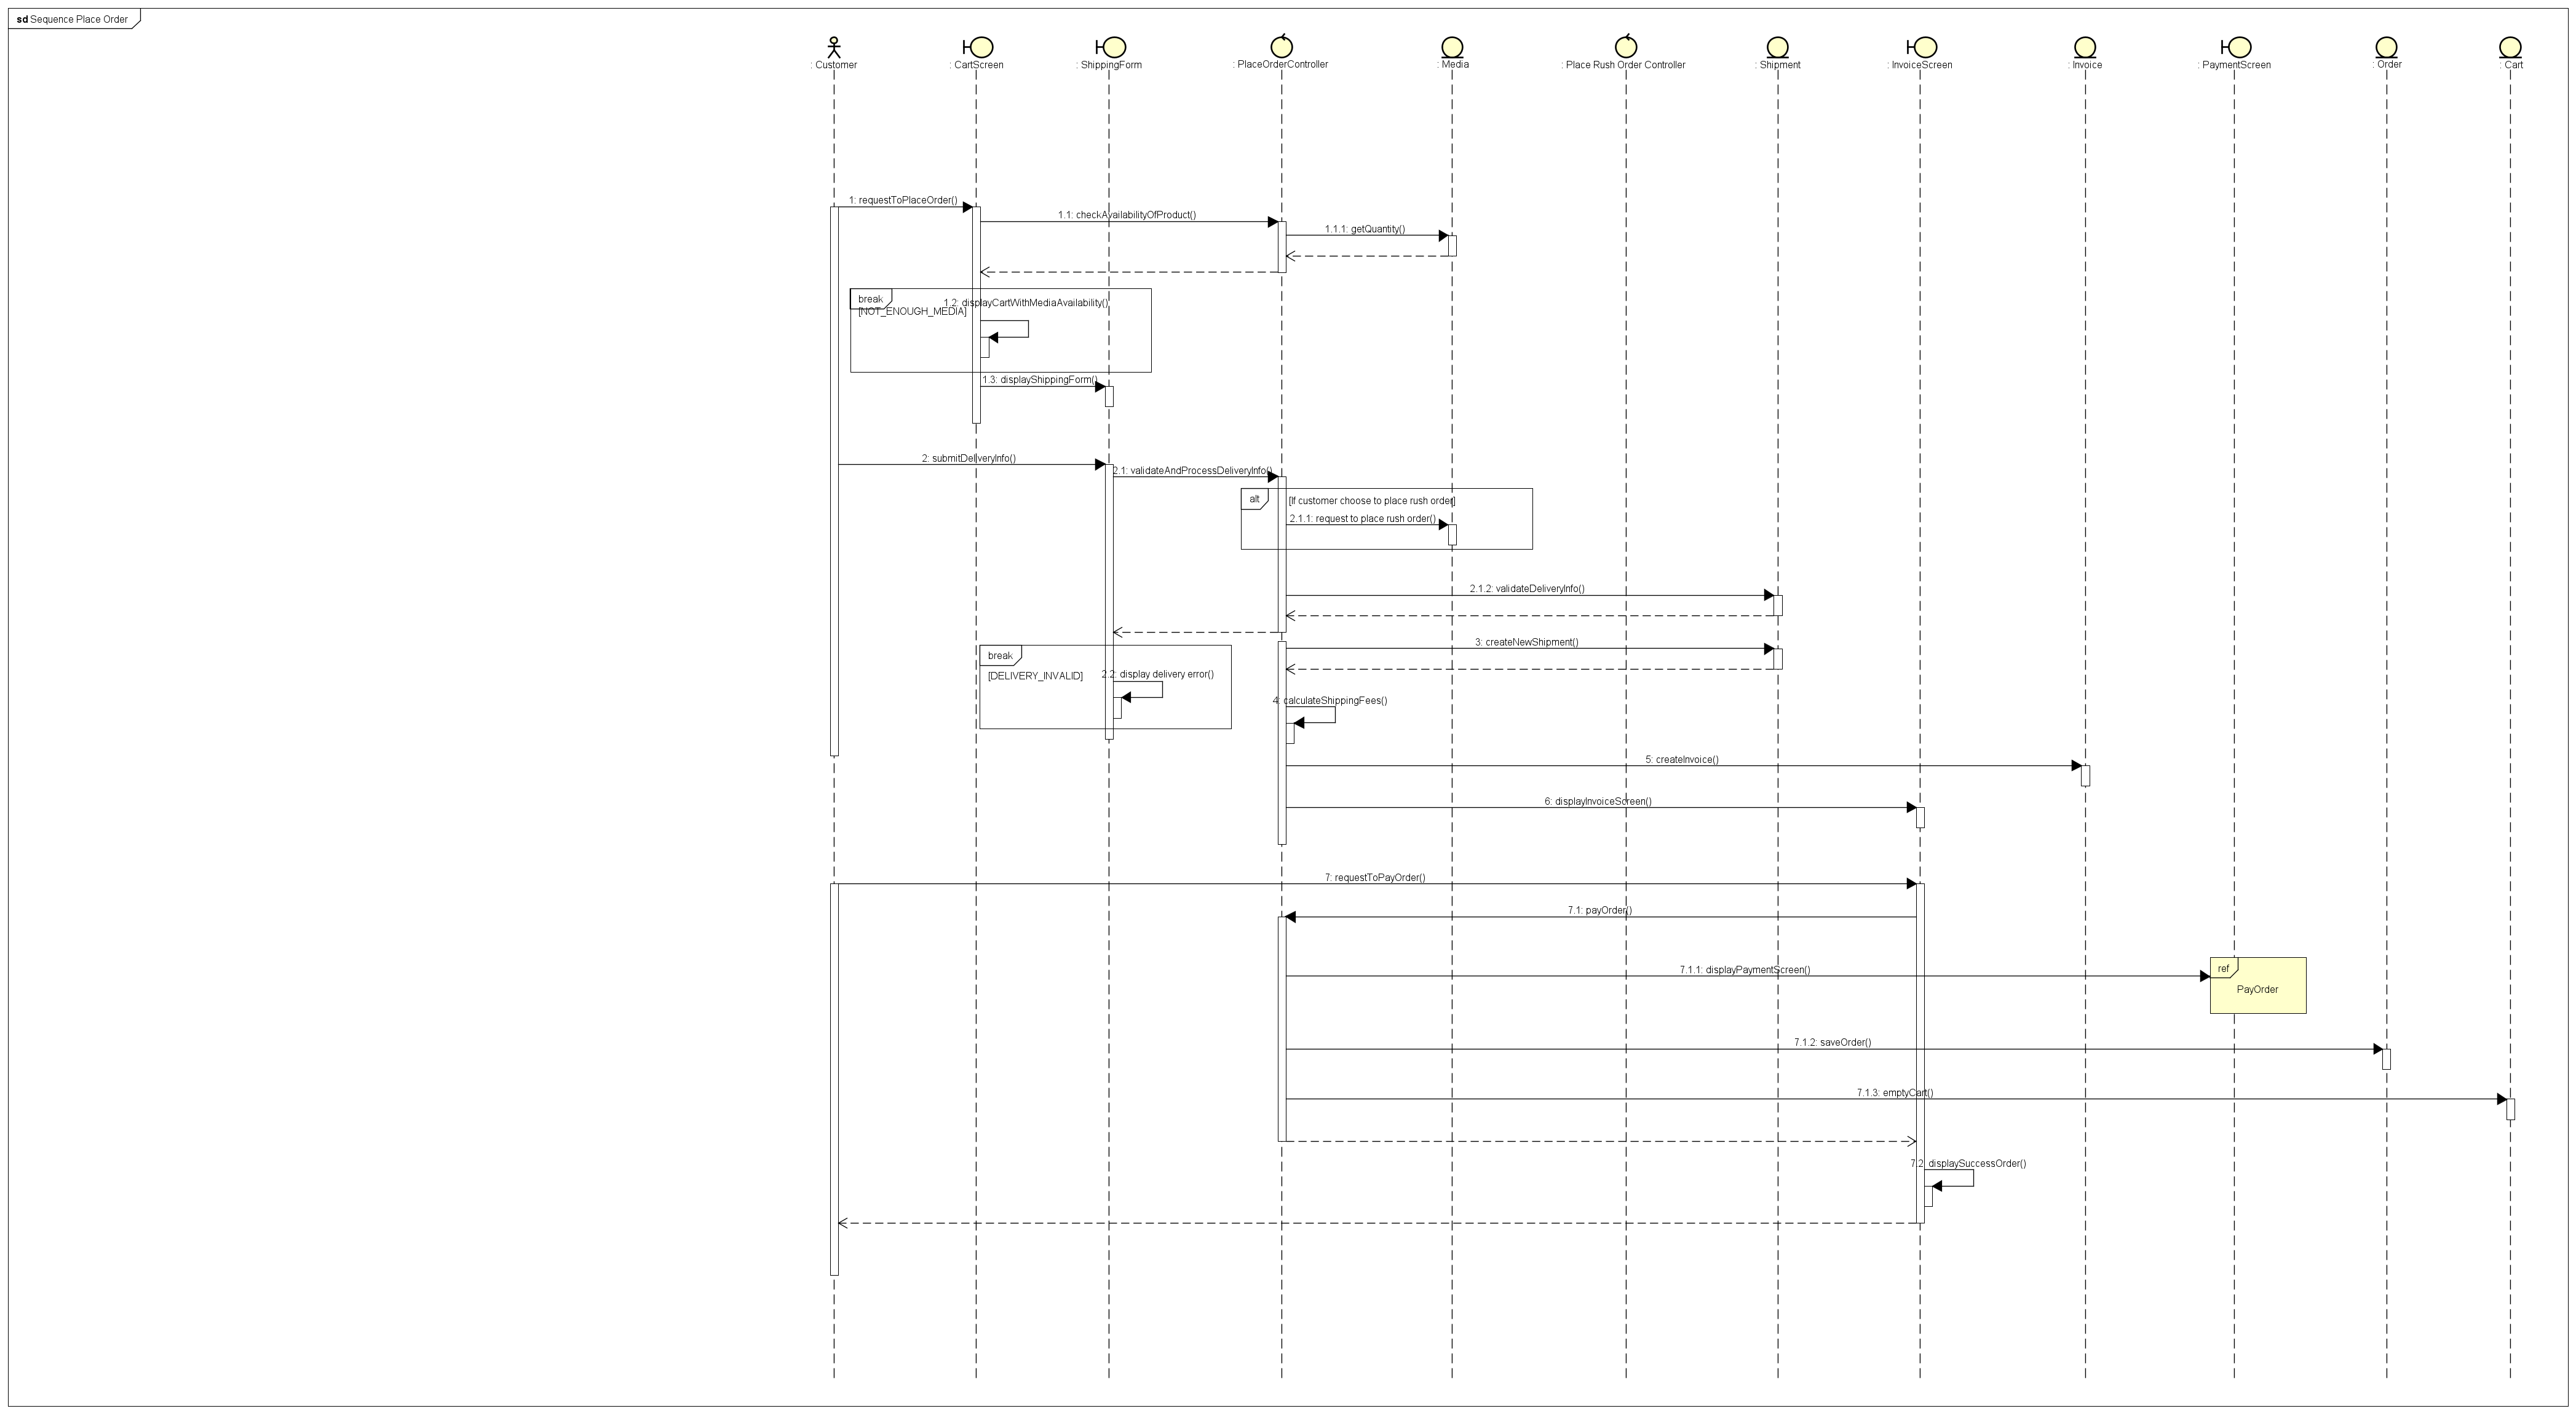 sd Sequence Place Order
: Customer
: CartScreen
: ShippingForm
: PlaceOrderController
: Media
: Place Rush Order Controller
: Shipment
: InvoiceScreen
: Invoice
: PaymentScreen
: Order
: Cart
1: requestToPlaceOrder()
1.1: checkAvailabilityOfProduct()
1.1.1: getQuantity()
break
1.2: displayCartWithMediaAvailability()
[NOT_ENOUGH_MEDIA]
1.3: displayShippingForm()
2: submitDeliveryInfo()
2.1: validateAndProcessDeliveryInfo()
alt
[If customer choose to place rush order]
2.1.1: request to place rush order()
2.1.2: validateDeliveryInfo()
3: createNewShipment()
break
[DELIVERY_INVALID]
2.2: display delivery error()
4: calculateShippingFees()
5: createInvoice()
6: displayInvoiceScreen()
7: requestToPayOrder()
7.1: payOrder()
7.1.1: displayPaymentScreen()
ref
PayOrder
7.1.2: saveOrder()
7.1.3: emptyCart()
7.2: displaySuccessOrder()